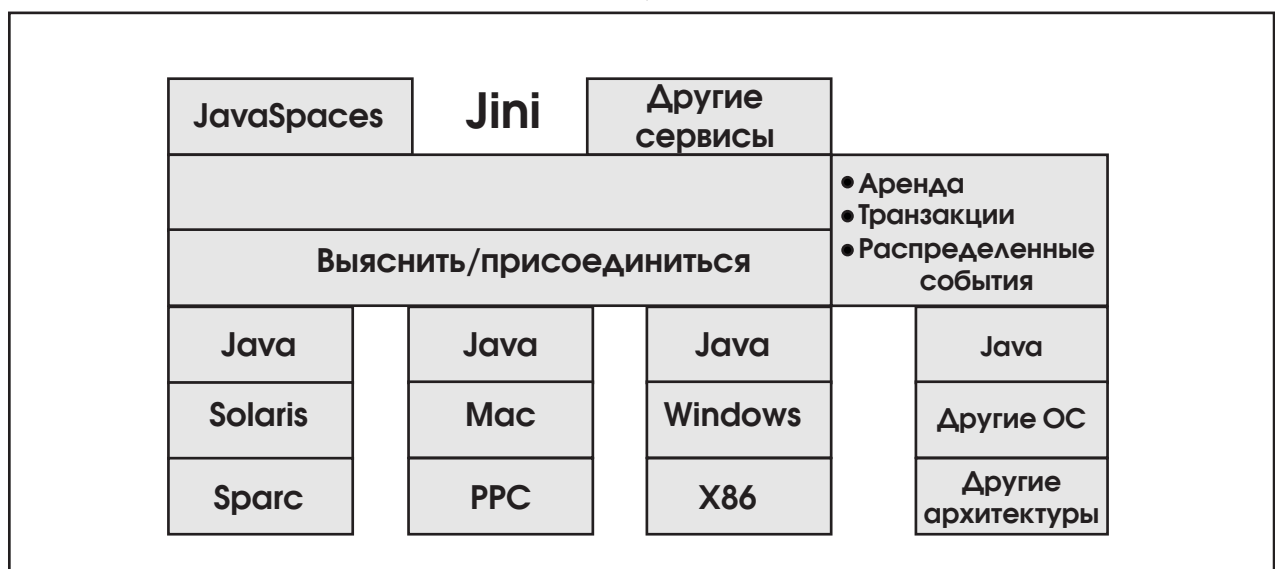 JavaSpaces
Jini
Другие
сервисы
• Аренда
• Транзакции
• Распределенные
события
Выяснить/присоединиться
Java
Java
Java
Java
Solaris
Mac
Windows
Другие ОС
Sparc
PPC
X86
Другие
архитектуры